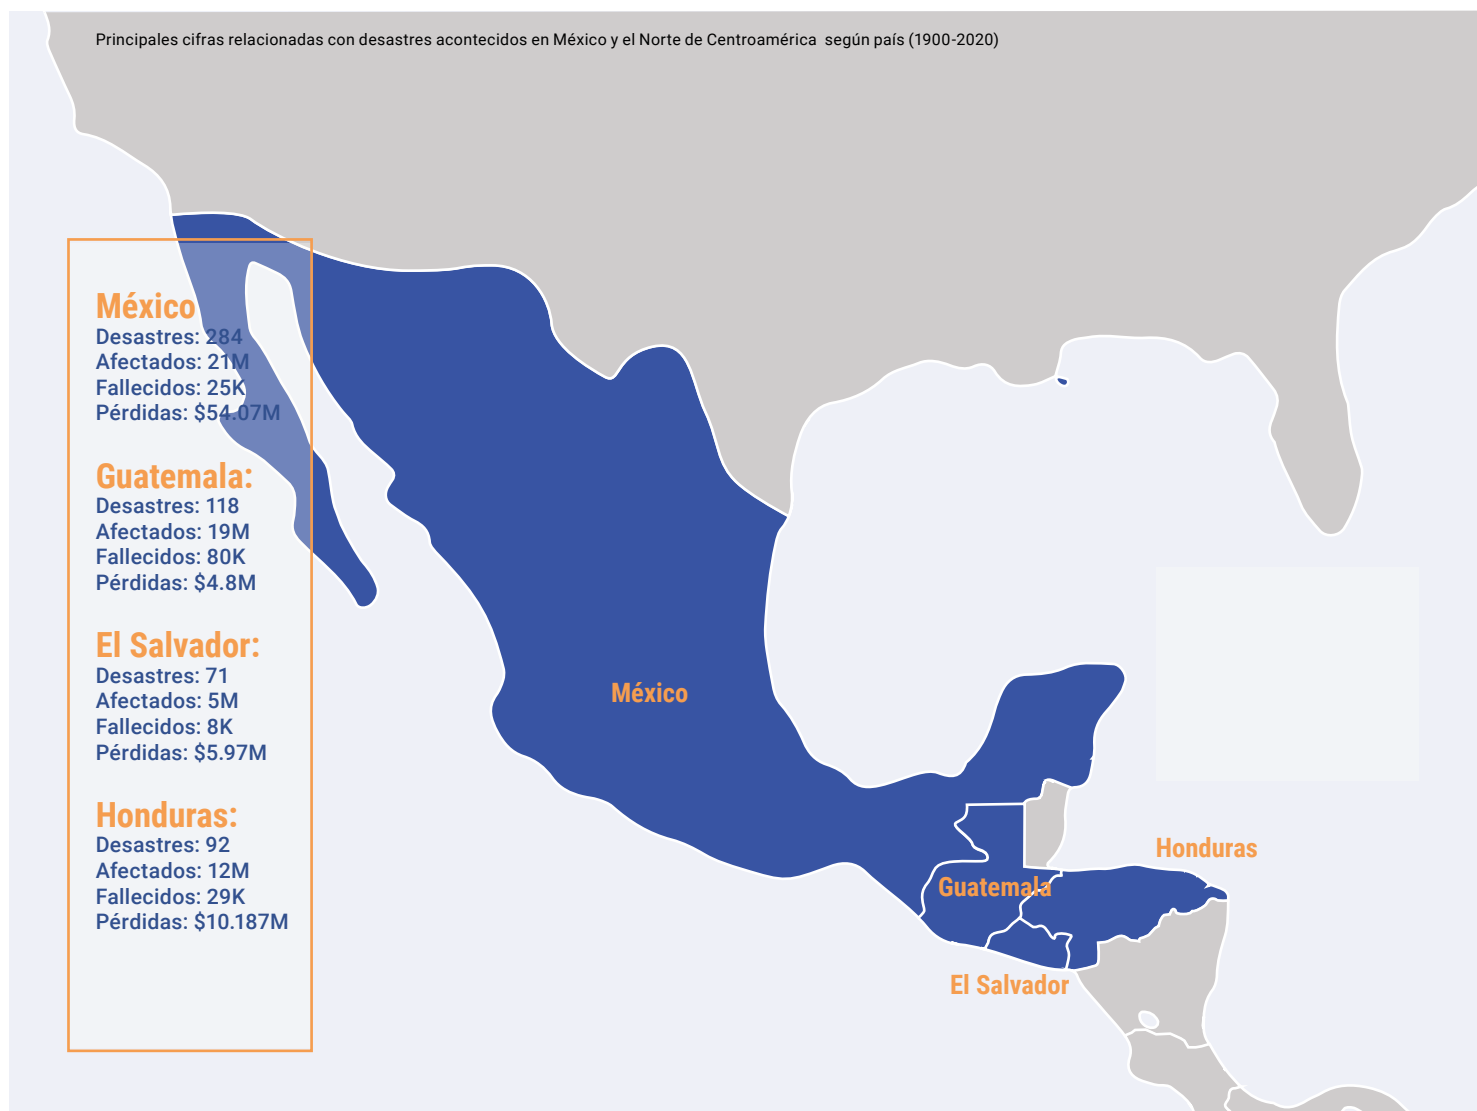 Principales cifras relacionadas con desastres acontecidos en México y el Norte de Centroamérica según país (1900-2020)
México
Desastres: 284
Afectados: 21M
Fallecidos: 25K
Pérdidas: $54.07M
Guatemala:
Desastres: 118
Afectados: 19M
Fallecidos: 80K
Pérdidas: $4.8M
El Salvador:
Desastres: 71
Afectados: 5M
Fallecidos: 8K
Pérdidas: $5.97M
Honduras:
Desastres: 92
Afectados: 12M
Fallecidos: 29K
Pérdidas: $10.187M
México
Honduras
Guatemala
El Salvador